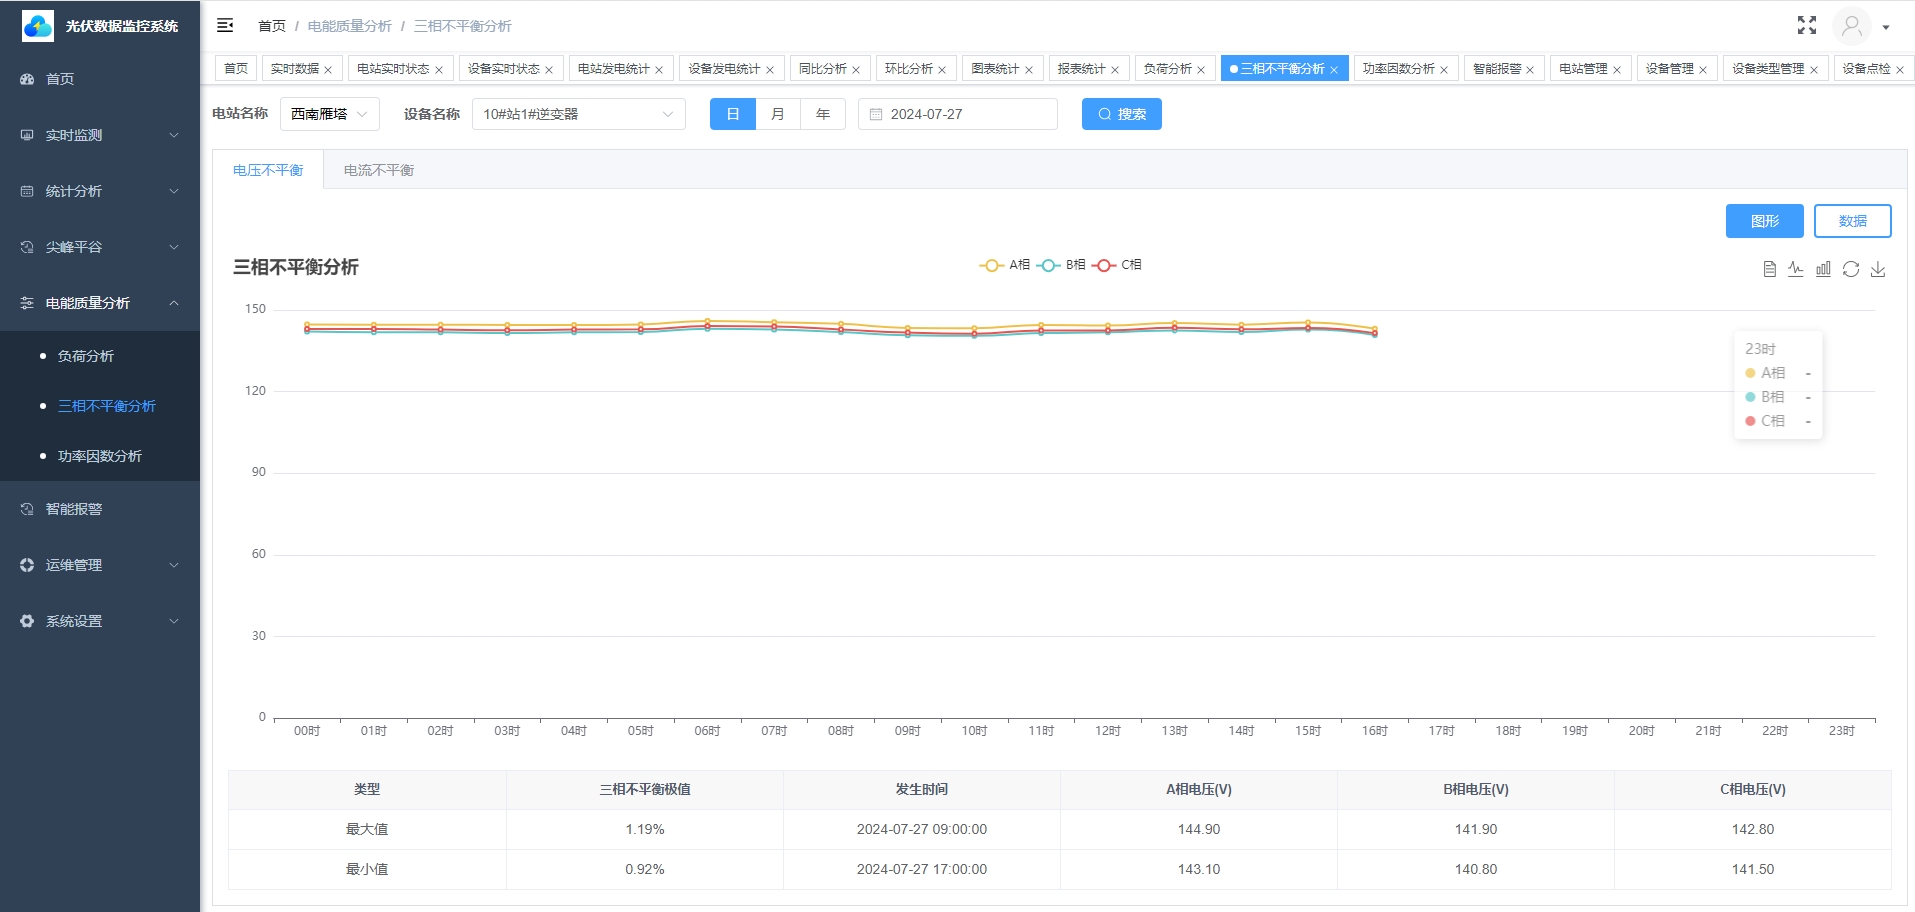 光伏数据监控系统
首页 / 电能质量分析 / 三相不平衡分析
首页
实时监测
统计分析
尖峰平谷
电能质量分析
负荷分析
三相不平衡分析
功率因数分析
智能报警
运维管理
系统设置
首页 实时数据 电站实时状态 设备实时状态 电站发电统计 设备发电统计 同比分析 环比分析 图表统计 报表统计 负荷分析 三相不平衡分析 功率因数分析 智能报警 电站管理 设备管理 设备类型管理 设备点检
电站名称 西南雁塔 设备名称 10#站1#逆变器 日 月 年 2024-07-27 搜索
电压不平衡 电流不平衡
图形 数据
三相不平衡分析
A相 B相 C相
150
120
90
60
30
0
23时
A相 -
B相 -
C相 -
00时 01时 02时 03时 04时 05时 06时 07时 08时 09时 10时 11时 12时 13时 14时 15时 16时 17时 18时 19时 20时 21时 22时 23时
类型 三相不平衡极值 发生时间 A相电压(V) B相电压(V) C相电压(V)
最大值 1.19% 2024-07-27 09:00:00 144.90 141.90 142.80
最小值 0.92% 2024-07-27 17:00:00 143.10 140.80 141.50